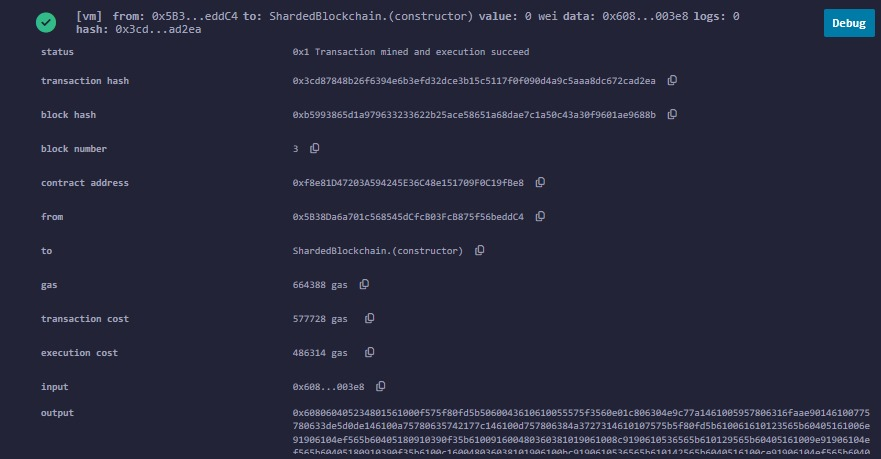 [vm] from: 0x5B3...eddC4 to: ShardedBlockchain.(constructor) value: 0 wei data: 0x608...003e8 logs: 0
hash: 0x3cd...ad2ea
Debug
status 0x1 Transaction mined and execution succeed
transaction hash 0x3cd87848b26f6394e6b3efd32dce3b15c5117f0f090d4a9c5aaa8dc672cad2ea
block hash 0xb5993865d1a979633233622b25ace58651a68dae7c1a50c43a30f9601ae9688b
block number 3
contract address 0xf8e81D47203A594245E36C48e151709F0C19fBe8
from 0x5B38Da6a701c568545dCfcB03FcB875f56beddC4
to ShardedBlockchain.(constructor)
gas 664388 gas
transaction cost 577728 gas
execution cost 486314 gas
input 0x608...003e8
output 0x608060405234801561000f575f80fd5b5060043610610055575f3560e01c806304e9c77a1461005957806316faae90146100775
780633de5d0de146100a75780635742177c146100d757806384a3727314610107575b5f80fd5b610061610123565b60405161006e
91906104ef565b60405180910390f35b610091600480360381019061008c9190610536565b610129565b60405161009e91906104e